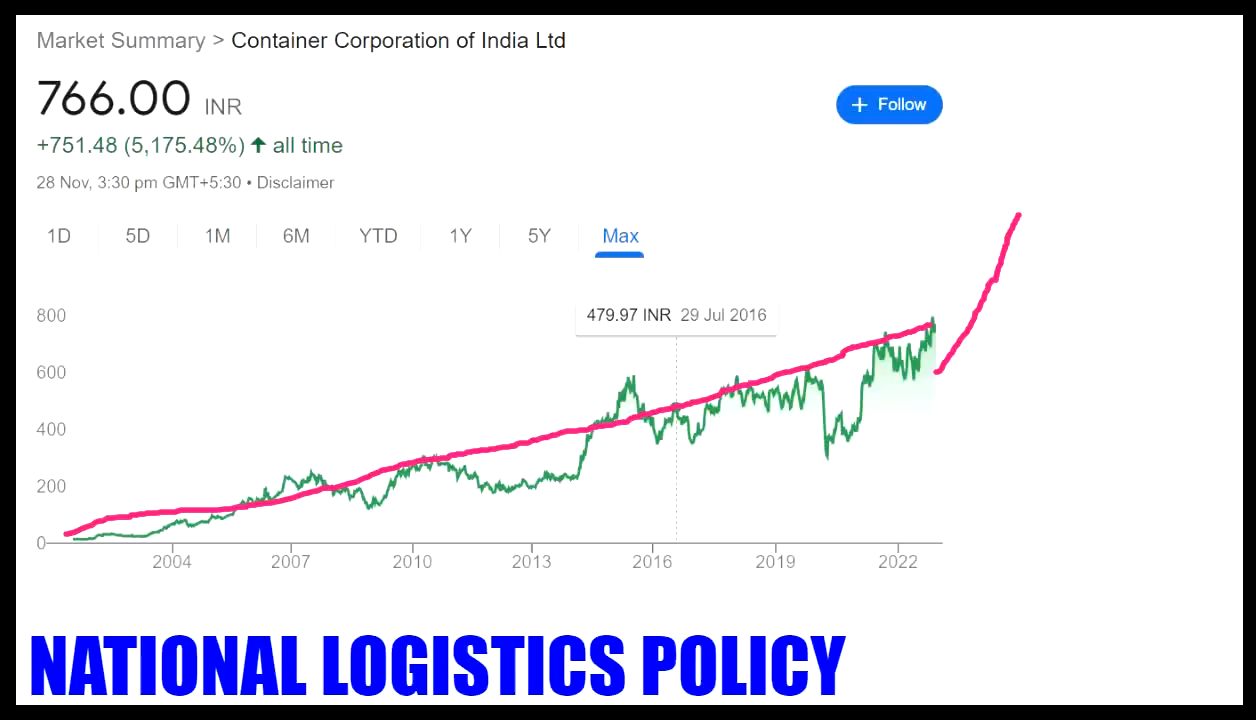 Market Summary > Container Corporation of India Ltd
766.00 INR
+ Follow
+751.48 (5,175.48%) ↑ all time
28 Nov, 3:30 pm GMT+5:30 • Disclaimer
1D 5D 1M 6M YTD 1Y 5Y Max
800
479.97 INR 29 Jul 2016
600
400
200
0
2004 2007 2010 2013 2016 2019 2022
NATIONAL LOGISTICS POLICY